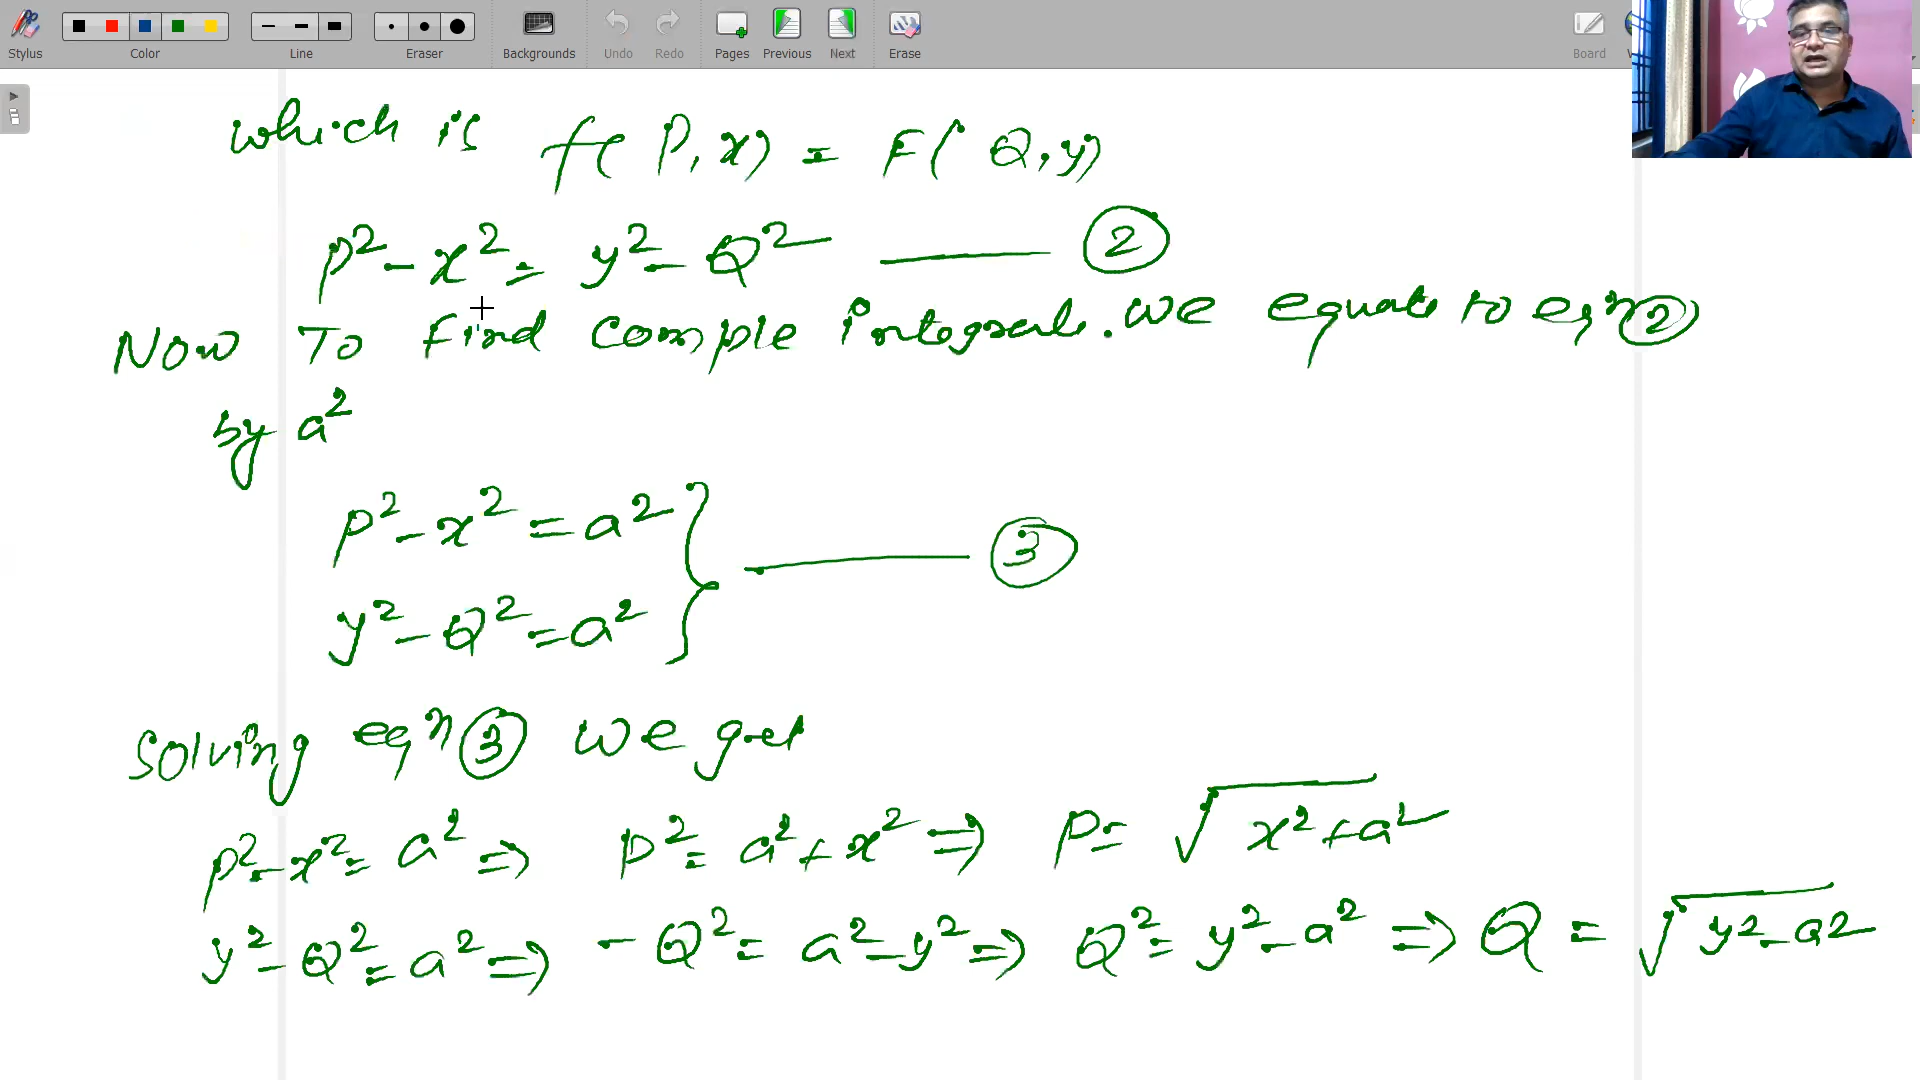 Stylus Color Line Eraser Backgrounds Undo Redo Pages Previous Next Erase Board
which is f(P,x) = F(Q,y)
P² - x² = y² - Q² —— ②
Now To Find comple integral. we equate to eqn ②
by a²
P² - x² = a²
y² - Q² = a² } —— ③
Solving eqn ③ we get
P² - x² = a² ⇒ P² = a² + x² ⇒ P = √x² + a²
y² - Q² = a² ⇒ - Q² = a² - y² ⇒ Q² = y² - a² ⇒ Q = √y² - a²